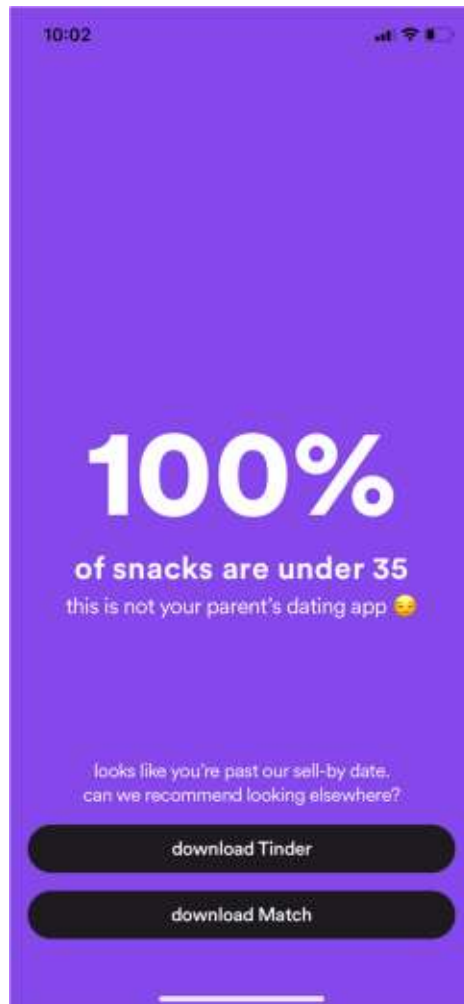 10:02
100%
of snacks are under 35
this is not your parent's dating app 😏
looks like you're past our sell-by date.
can we recommend looking elsewhere?
download Tinder
download Match